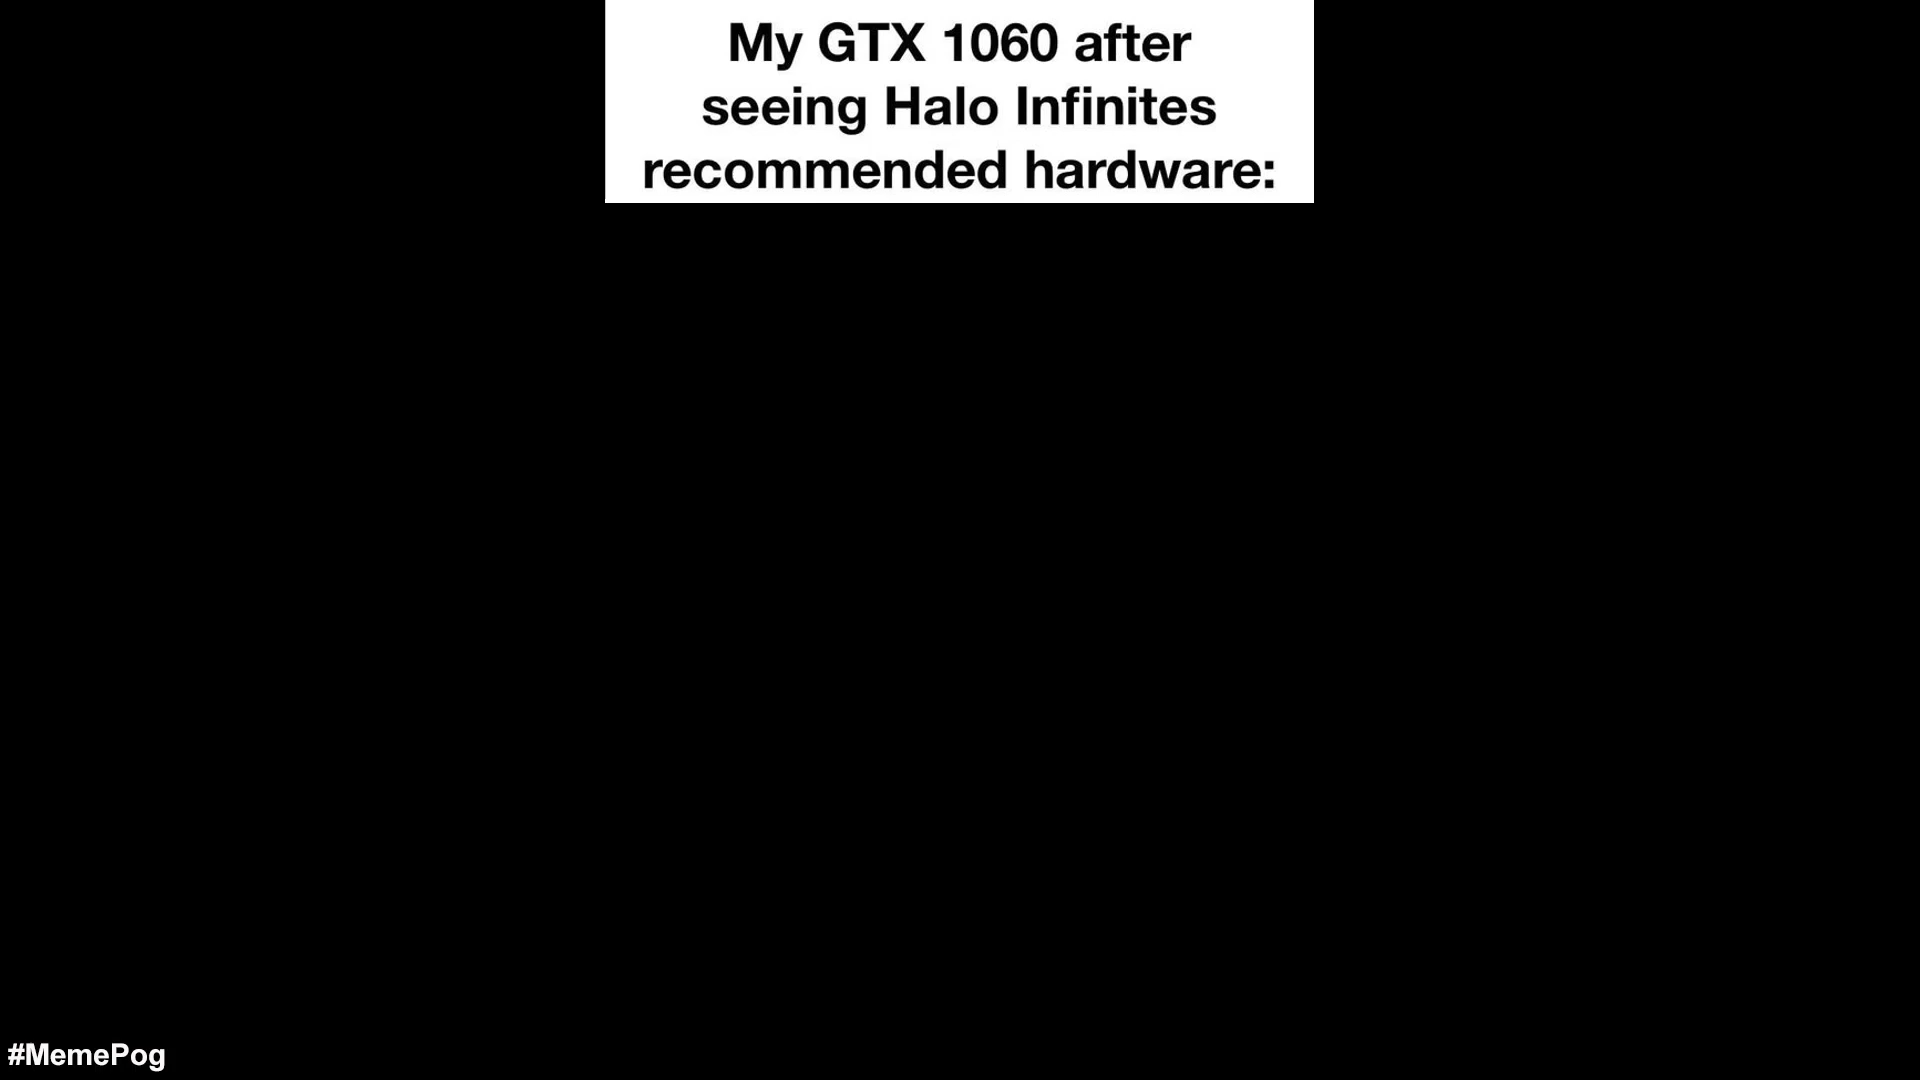 My GTX 1060 after
seeing Halo Infinites
recommended hardware:
#MemePog